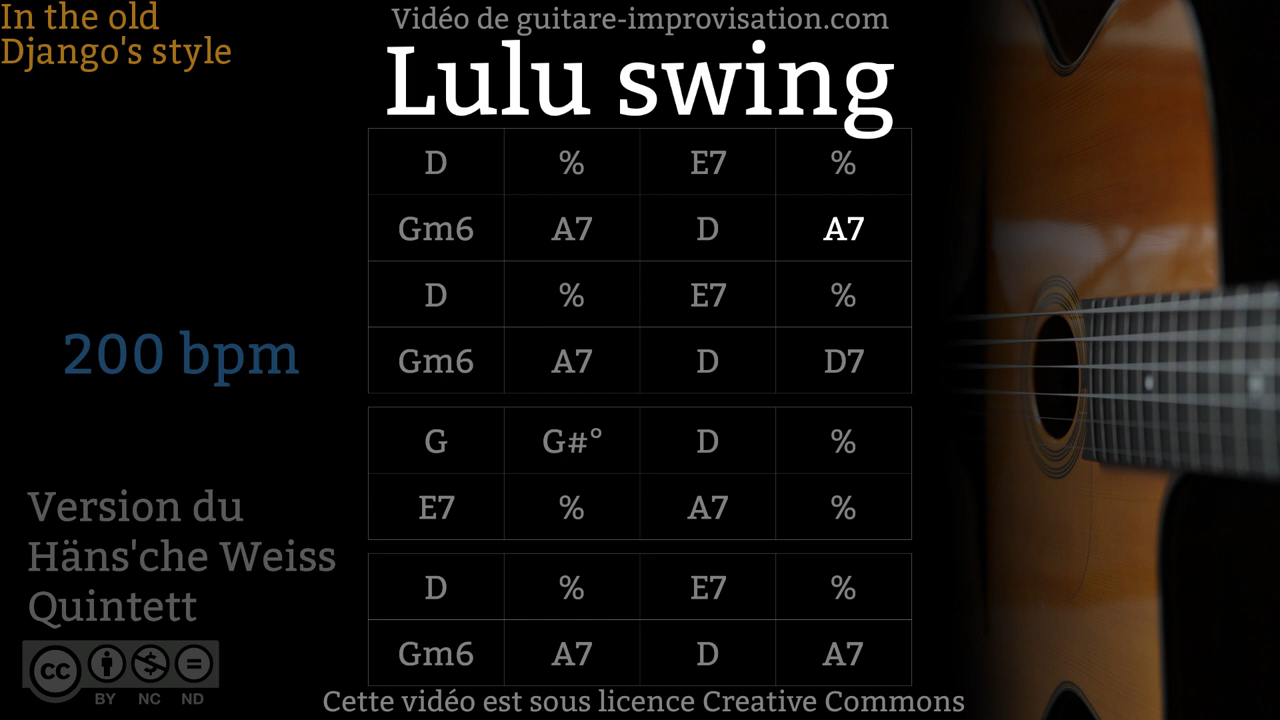 In the old
Django's style
Vidéo de guitare-improvisation.com
Lulu swing
D % E7 %
Gm6 A7 D A7
D % E7 %
Gm6 A7 D D7
G G#° D %
E7 % A7 %
D % E7 %
Gm6 A7 D A7
200 bpm
Version du
Häns'che Weiss
Quintett
cc
BY NC ND
Cette vidéo est sous licence Creative Commons